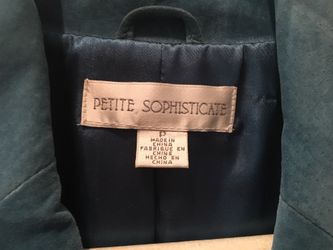 PETITE SOPHISTICATE
P
MADE IN
CHINA
FABRIQUE EN
CHINE
HECHO EN
CHINA